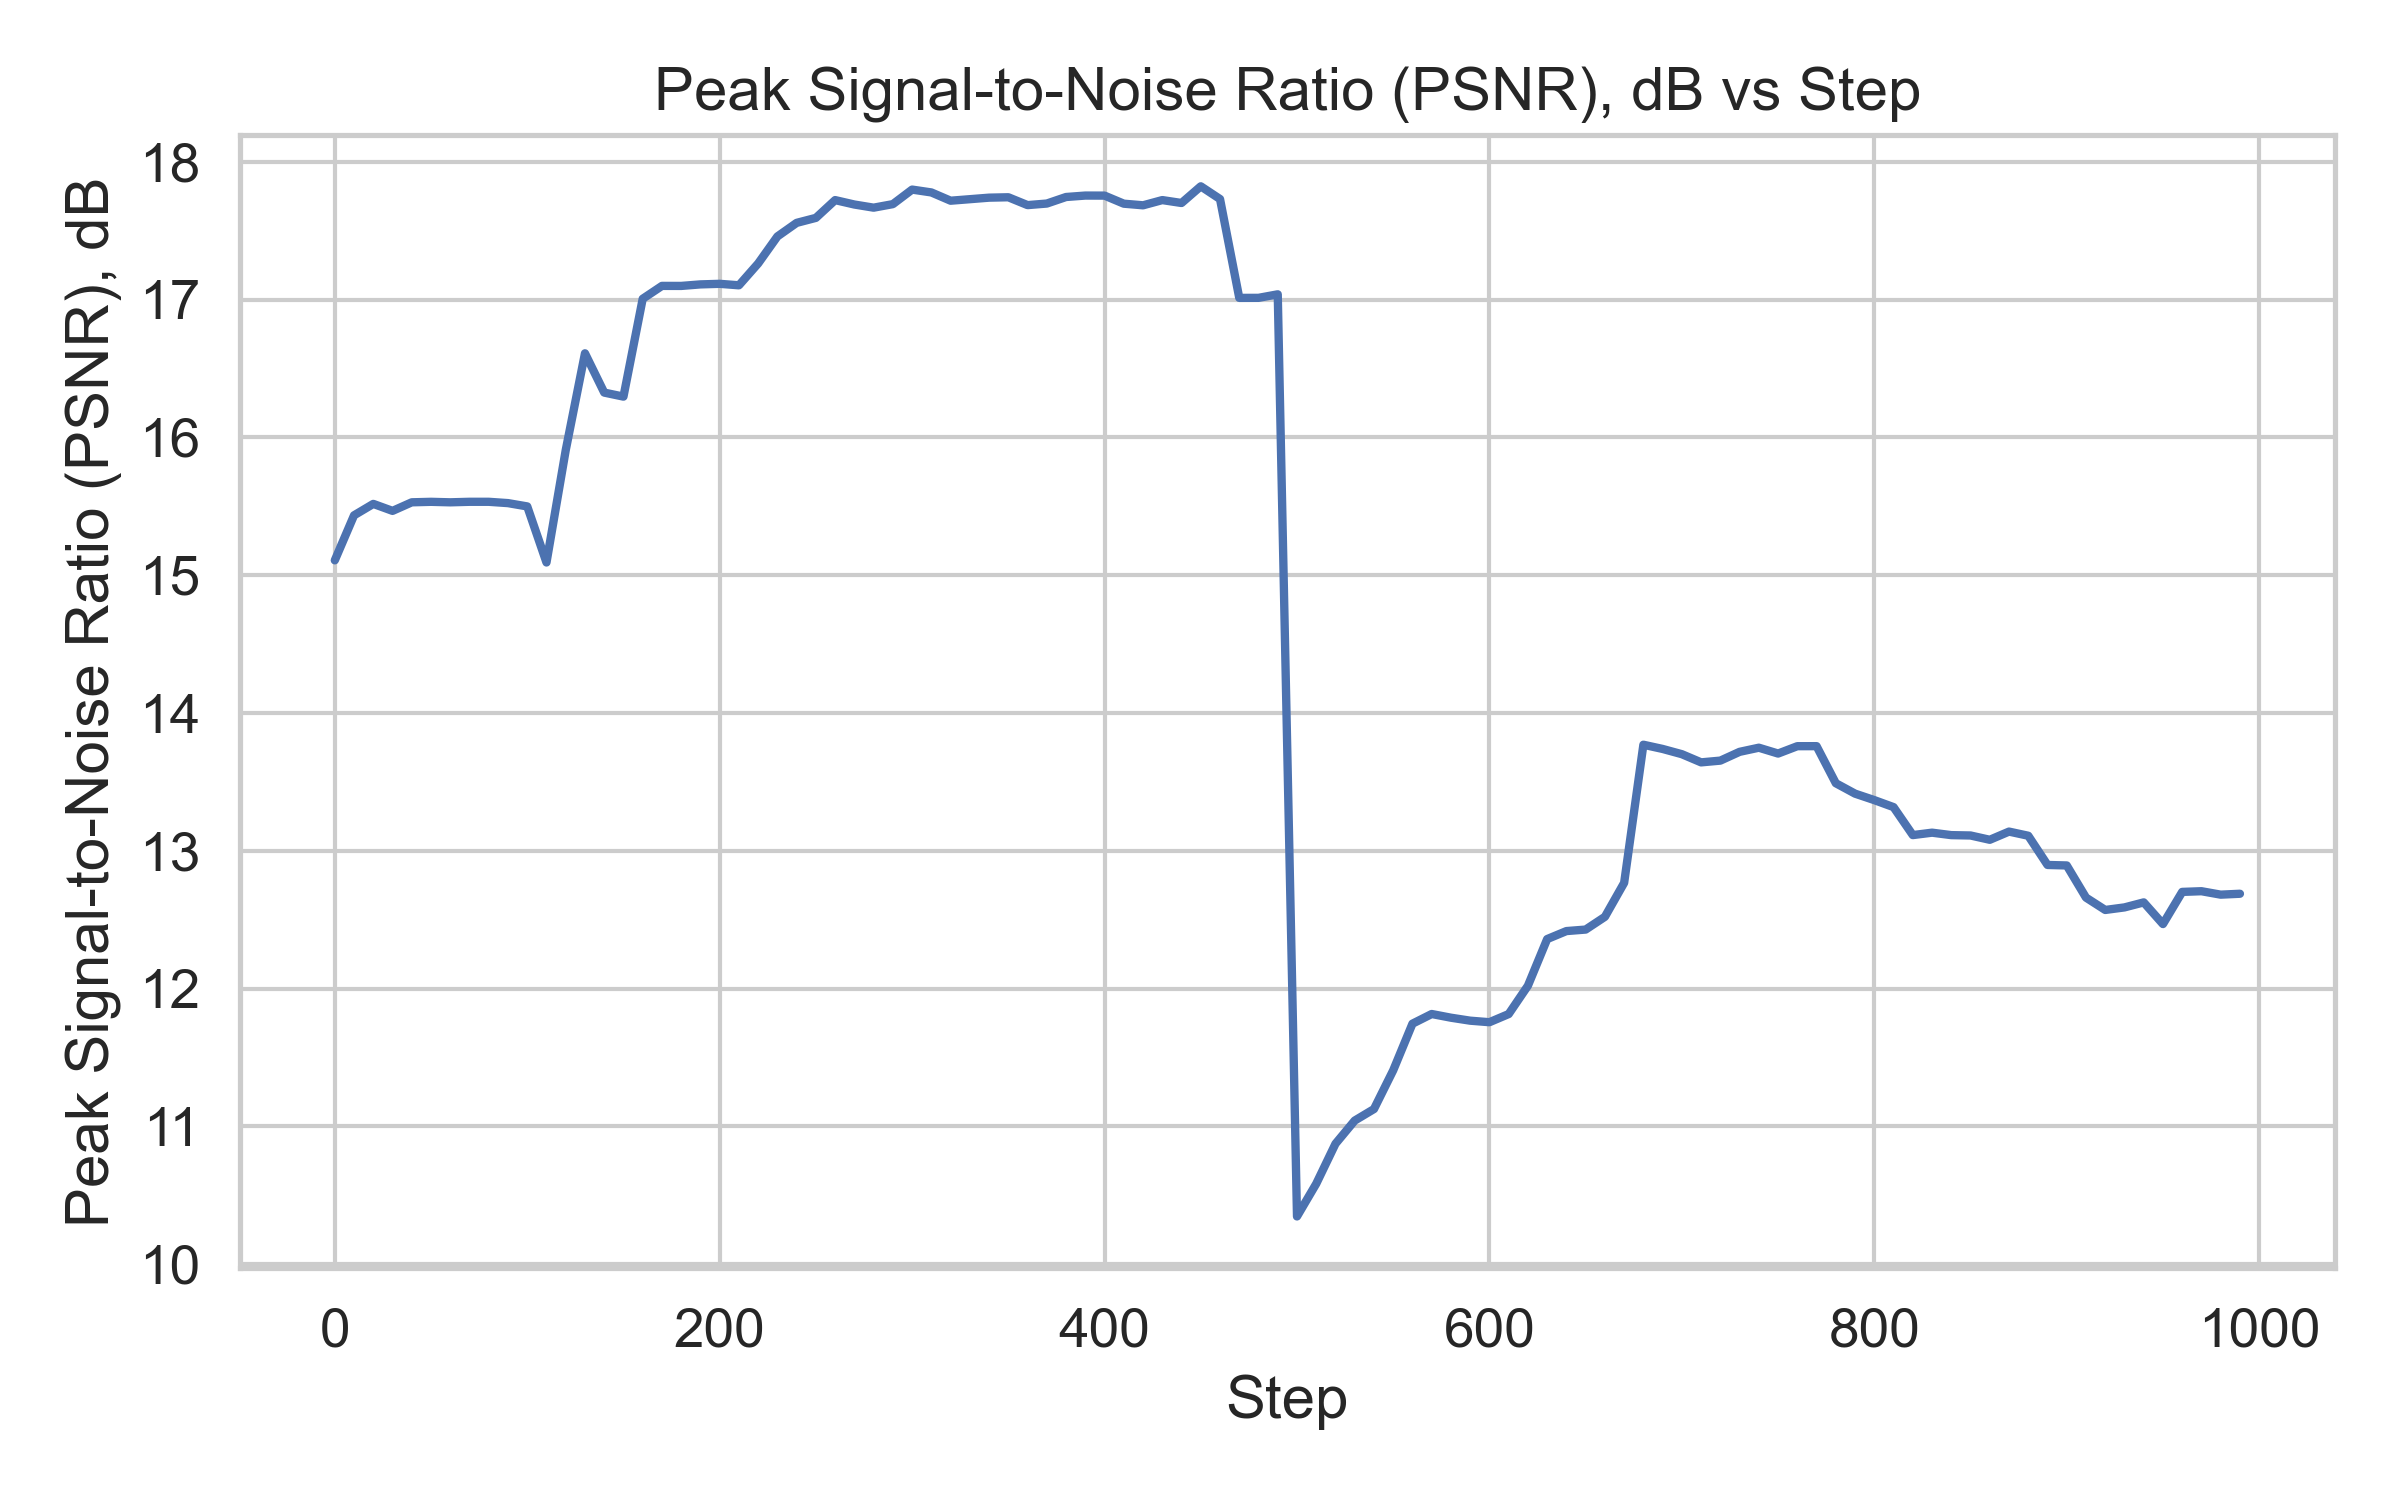 Peak Signal-to-Noise Ratio (PSNR), dB vs Step
Peak Signal-to-Noise Ratio (PSNR), dB
18
17
16
15
14
13
12
11
10
0 200 400 600 800 1000
Step